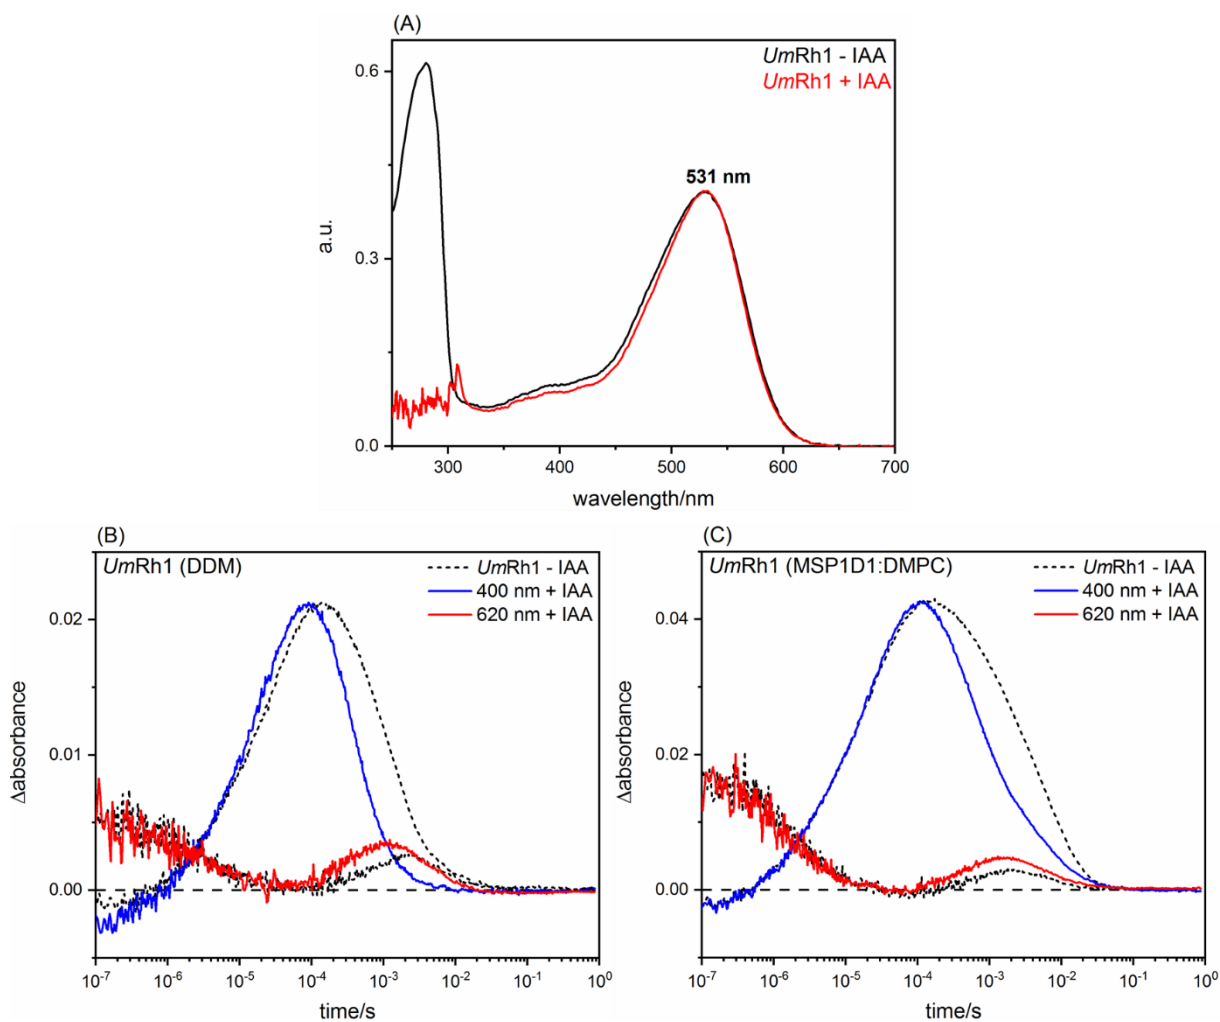 (A)
UmRh1 - IAA
UmRh1 + IAA
531 nm
a.u.
0.6
0.3
0.0
300
400
500
600
700
wavelength/nm
(B)
UmRh1 (DDM)
UmRh1 - IAA
400 nm + IAA
620 nm + IAA
Δabsorbance
0.02
0.01
0.00
10⁻⁷
10⁻⁶
10⁻⁵
10⁻⁴
10⁻³
10⁻²
10⁻¹
10⁰
time/s
(C)
UmRh1 (MSP1D1:DMPC)
UmRh1 - IAA
400 nm + IAA
620 nm + IAA
Δabsorbance
0.04
0.02
0.00
10⁻⁷
10⁻⁶
10⁻⁵
10⁻⁴
10⁻³
10⁻²
10⁻¹
10⁰
time/s